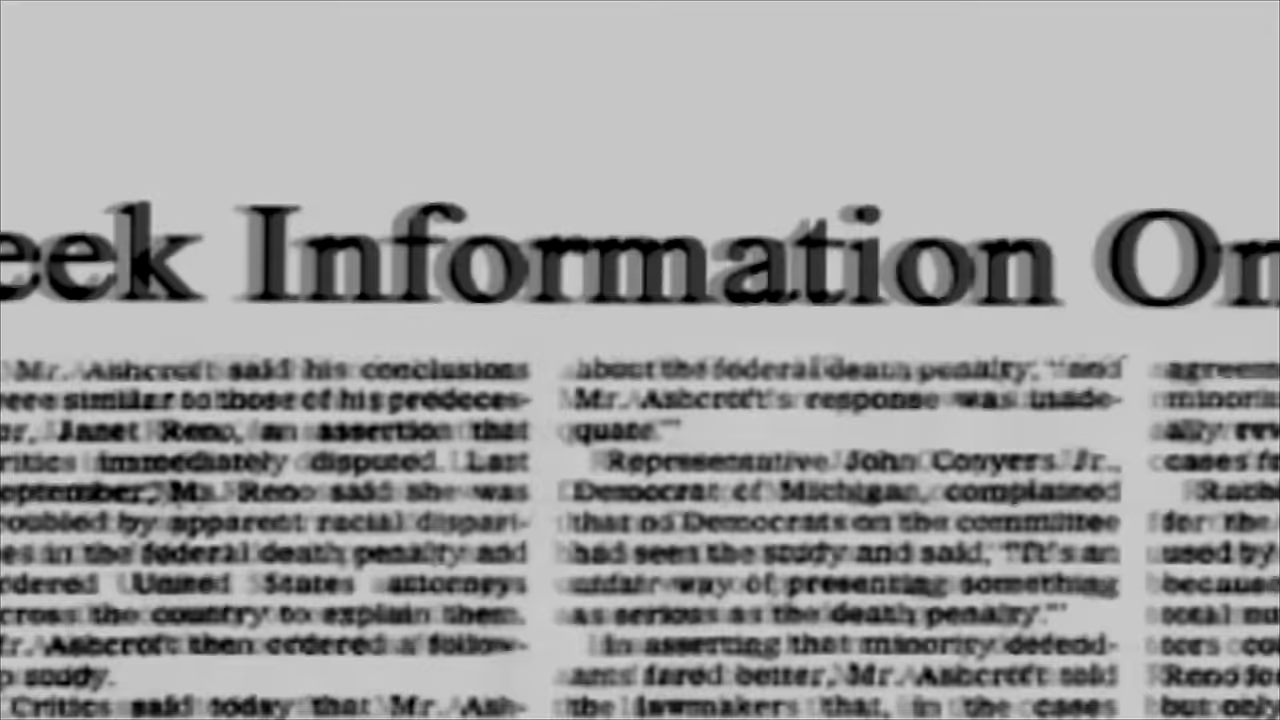 eek Information On
Mr. Ashcroft said his conclusions
ere similar to those of his predeces-
or, Janet Reno, an assertion that
ritics immediately disputed. Last
eptember, Ms. Reno said she was
roubled by apparent racial dispari-
es in the federal death penalty and
rdered United States attorneys
cross the country to explain them.
r. Ashcroft then ordered a follow-
p study.
Critics said today that Mr. Ash-
about the federal death penalty," and
Mr. Ashcroft's response was inade-
quate."
Representative John Conyers Jr.,
Democrat of Michigan, complained
that no Democrats on the committee
had seen the study and said, "It's an
unfair way of presenting something
as serious as the death penalty."
In asserting that minority defend-
ants fared better, Mr. Ashcroft said
the lawmakers that, in the cases
agreem
minori
ally rev
cases f
Rath
for the
used by
because
total nu
ters co
Reno fo
but only